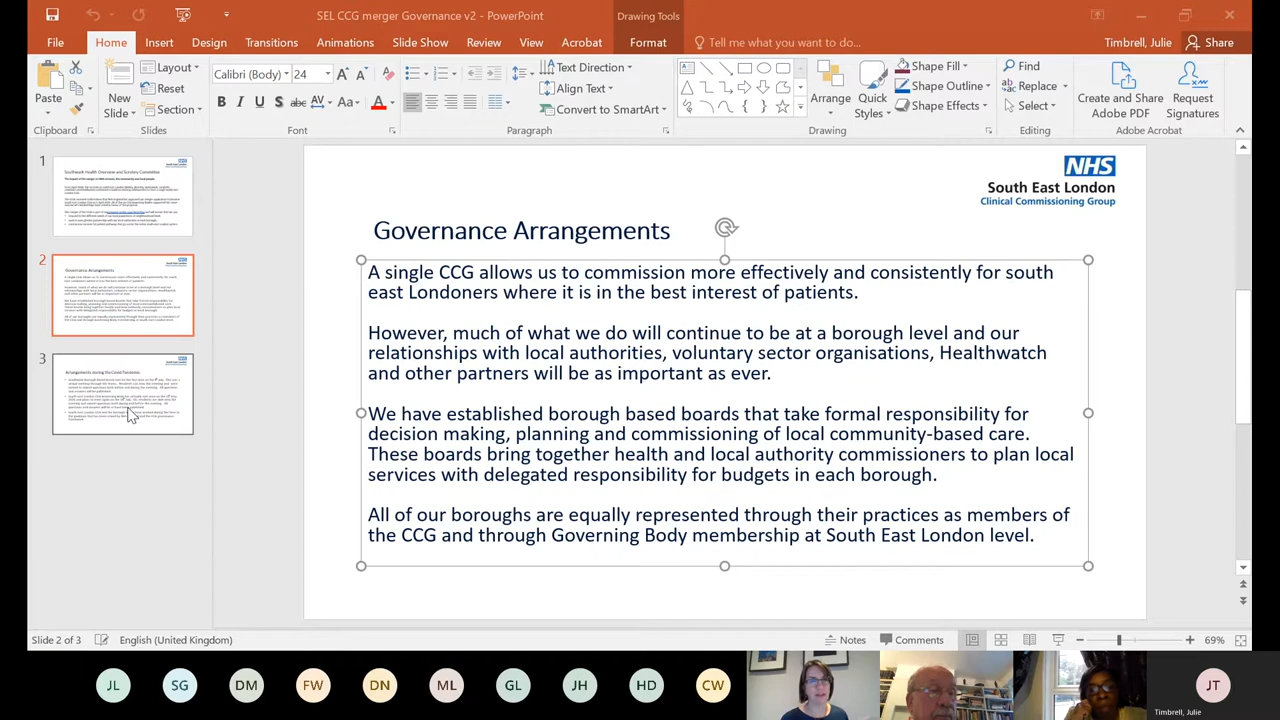 SEL CCG merger Governance v2 - PowerPoint
Drawing Tools
File Home Insert Design Transitions Animations Slide Show Review View Acrobat Format Tell me what you want to do... Timbrell, Julie Share
Paste
New Slide
Layout
Reset
Section
Calibri (Body) 24
Text Direction
Align Text
Convert to SmartArt
Arrange
Quick Styles
Shape Fill
Shape Outline
Shape Effects
Find
Replace
Select
Create and Share Adobe PDF
Request Signatures
Clipboard Slides Font Paragraph Drawing Editing Adobe Acrobat
1
2
Governance Arrangements
3
Arrangements during the Covid Pandemic
NHS
South East London
Clinical Commissioning Group
Governance Arrangements
A single CCG allows us to commission more effectively and consistently for south
east Londoners where it is in the best interest of patients.
However, much of what we do will continue to be at a borough level and our
relationships with local authorities, voluntary sector organisations, Healthwatch
and other partners will be as important as ever.
We have established borough based boards that take formal responsibility for
decision making, planning and commissioning of local community-based care.
These boards bring together health and local authority commissioners to plan local
services with delegated responsibility for budgets in each borough.
All of our boroughs are equally represented through their practices as members of
the CCG and through Governing Body membership at South East London level.
Slide 2 of 3 English (United Kingdom) Notes Comments 69%
JL SG DM FW DN ML GL JH HD CW JT
Timbrell, Julie